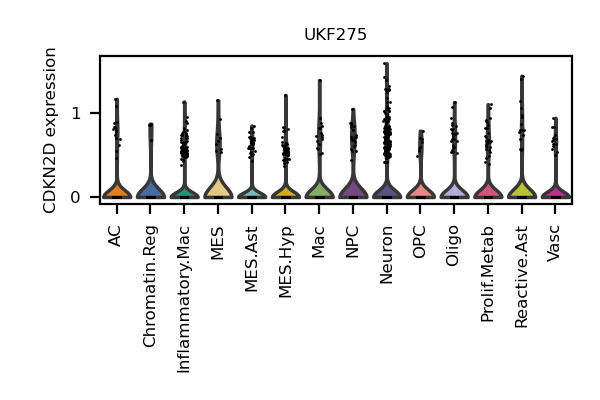 UKF275
CDKN2D expression
1
0
AC
Chromatin.Reg
Inflammatory.Mac
MES
MES.Ast
MES.Hyp
Mac
NPC
Neuron
OPC
Oligo
Prolif.Metab
Reactive.Ast
Vasc